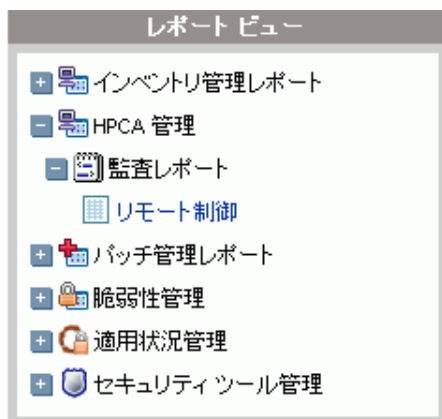 レポート ビュー
インベントリ管理レポート
HPCA 管理
監査レポート
リモート制御
パッチ管理レポート
脆弱性管理
適用状況管理
セキュリティ ツール管理